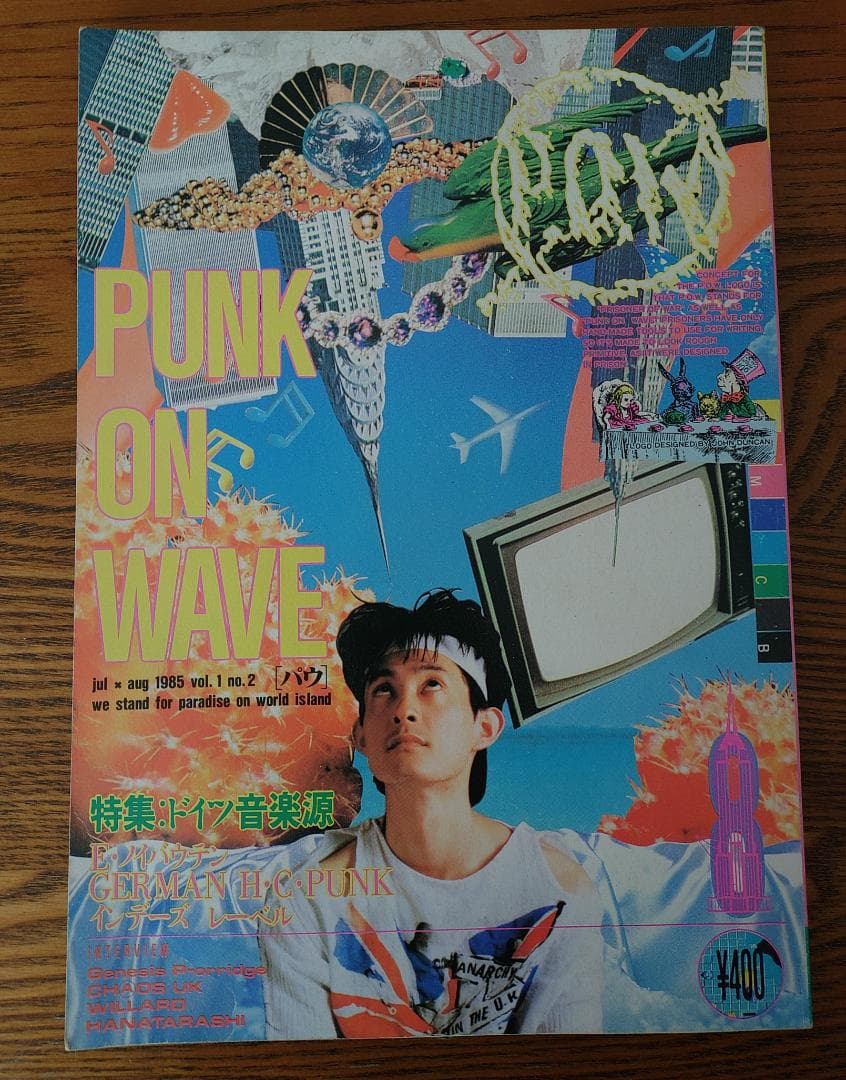 P.O.W
PUNK
ON
WAVE
CONCEPT FOR
THE P.O.W. LOGO IS
THAT P.O.W. STANDS FOR
"PRISONER OF WAR" AS WELL AS
"PUNK ON WAVE". PRISONERS HAVE ONLY
HAND-MADE TOOLS TO USE FOR WRITING,
SO IT'S MADE TO LOOK ROUGH
PRIMITIVE, AS IT WERE DESIGNED
IN PRISON.
LOGO DESIGNED BY JOHN DUNCAN
M
C
B
jul × aug 1985 vol. 1 no. 2 [パウ]
we stand for paradise on world island
特集:ドイツ音楽源
E・ノイバウテン
GERMAN H・C・PUNK
インデーズ レーベル
INTERVIEW
Genesis P-orridge
CHAOS UK
WILLARD
HANATARASHI
8
¥400
ANARCHY
IN THE U.K